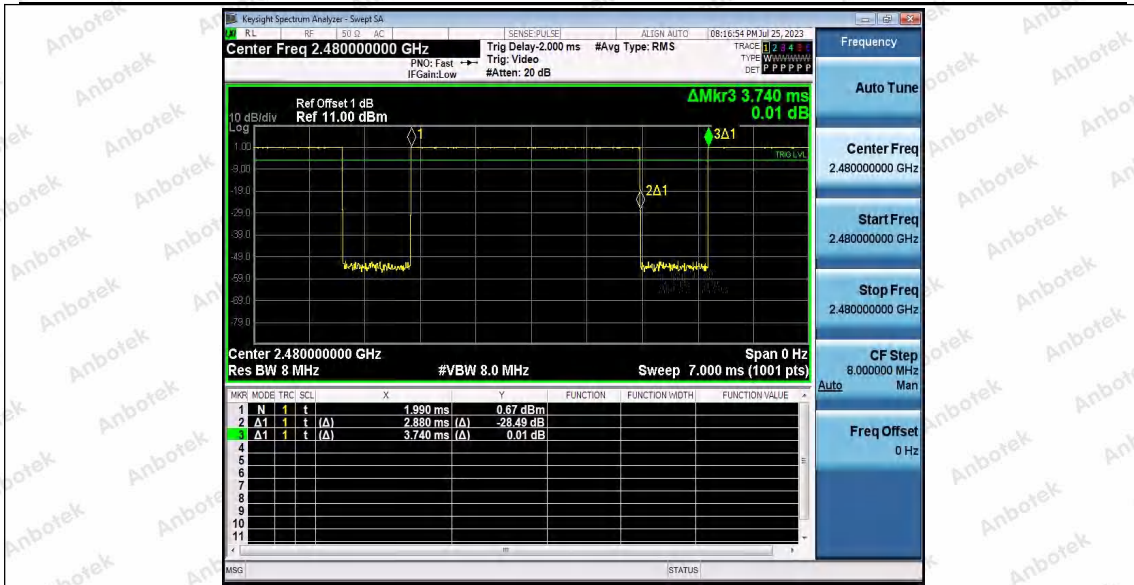 Keysight Spectrum Analyzer - Swept SA
RL RF 50 Ω AC SENSE:PULSE ALIGN AUTO 08:16:54 PM Jul 25, 2023
Center Freq 2.480000000 GHz
PNO: Fast
IFGain:Low
Trig Delay-2.000 ms
Trig: Video
#Atten: 20 dB
#Avg Type: RMS
TRACE 1 2 3 4 5 6
TYPE WWWWWW
DET P P P P P P
Frequency
Auto Tune
Center Freq
2.480000000 GHz
Start Freq
2.480000000 GHz
Stop Freq
2.480000000 GHz
CF Step
8.000000 MHz
Auto Man
Freq Offset
0 Hz
ΔMkr3 3.740 ms
0.01 dB
Ref Offset 1 dB
10 dB/div Ref 11.00 dBm
Log
1 3Δ1
1.00
TRIG LVL
-9.00
-19.0
2Δ1
-29.0
-39.0
-49.0
-59.0
-69.0
-79.0
Center 2.480000000 GHz Span 0 Hz
Res BW 8 MHz #VBW 8.0 MHz Sweep 7.000 ms (1001 pts)
MKR MODE TRC SCL X Y FUNCTION FUNCTION WIDTH FUNCTION VALUE
1 N 1 t 1.990 ms 0.67 dBm
2 Δ1 1 t (Δ) 2.880 ms (Δ) -28.49 dB
3 Δ1 1 t (Δ) 3.740 ms (Δ) 0.01 dB
4
5
6
7
8
9
10
11
MSG STATUS
Anbotek